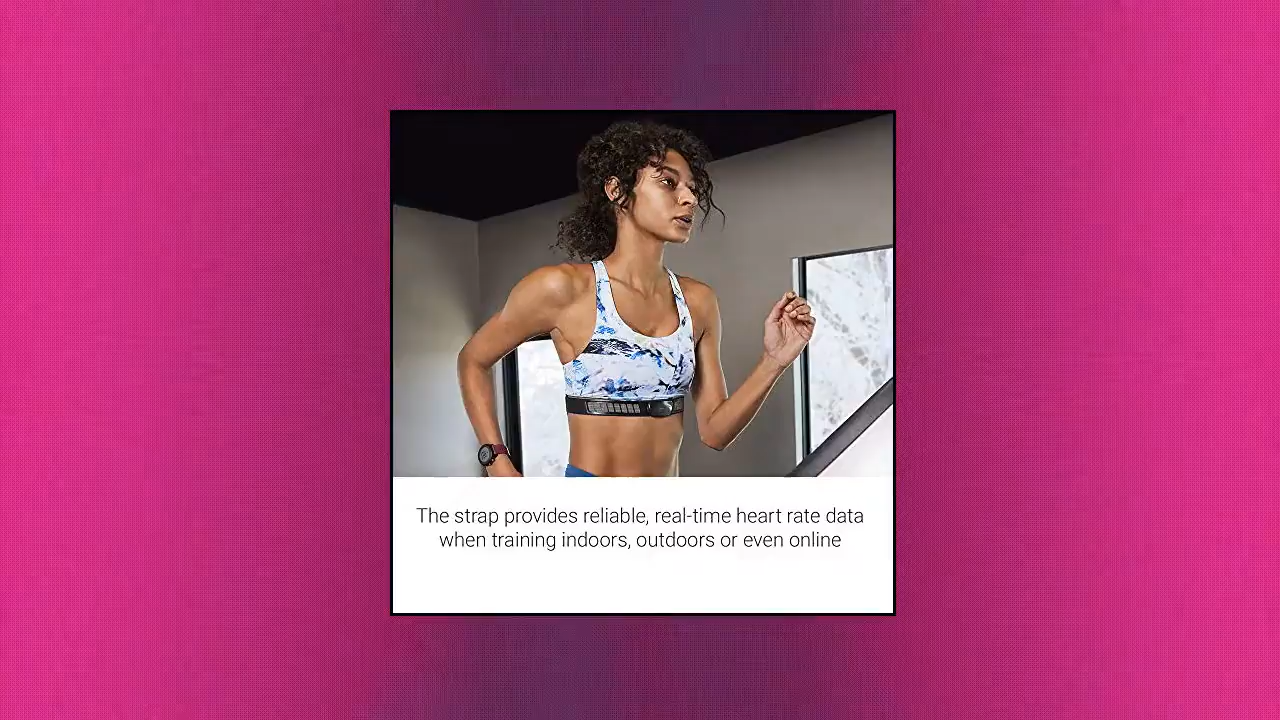 The strap provides reliable, real-time heart rate data
when training indoors, outdoors or even online